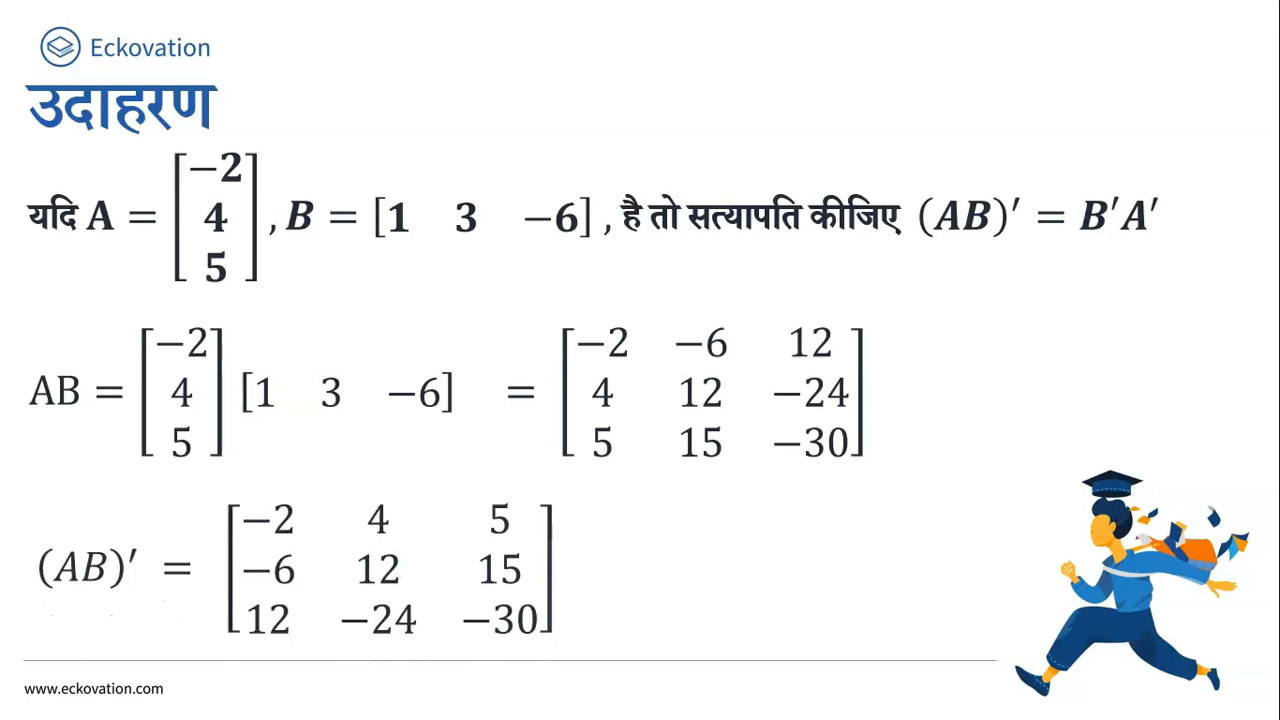 Eckovation
उदाहरण
यदि A = [−2 4 5], B = [1 3 −6], है तो सत्यापति कीजिए (AB)′ = B′A′
AB = [−2 4 5] [1 3 −6] = [−2 −6 12
4 12 −24
5 15 −30]
(AB)′ = [−2 4 5
−6 12 15
12 −24 −30]
www.eckovation.com